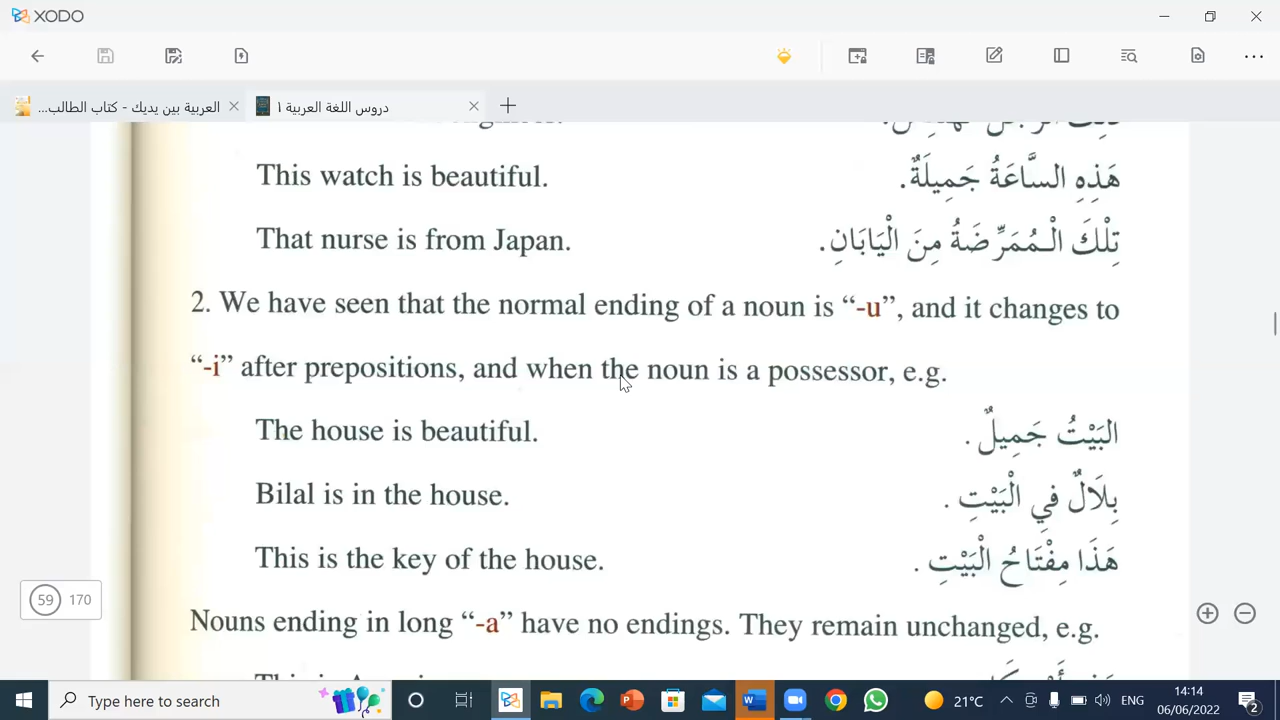 XODO
العربية بين يديك - كتاب الطالب...
دروس اللغة العربية ١
This watch is beautiful. هَذِهِ السَّاعَةُ جَمِيلَةٌ.
That nurse is from Japan. تِلْكَ الْمُمَرِّضَةُ مِنَ الْيَابَانِ.
2. We have seen that the normal ending of a noun is “-u”, and it changes to
“-i” after prepositions, and when the noun is a possessor, e.g.
The house is beautiful. البَيْتُ جَمِيلٌ.
Bilal is in the house. بِلَالٌ فِي الْبَيْتِ.
This is the key of the house. هَذَا مِفْتَاحُ الْبَيْتِ.
59 170
Nouns ending in long “-a” have no endings. They remain unchanged, e.g.
Type here to search
21°C
ENG
14:14
06/06/2022
2